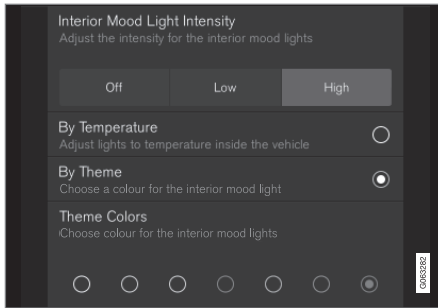 Interior Mood Light Intensity
Adjust the intensity for the interior mood lights
Off Low High
By Temperature
Adjust lights to temperature inside the vehicle
By Theme
Choose a colour for the interior mood light
Theme Colors
Choose colour for the interior mood lights
G063282